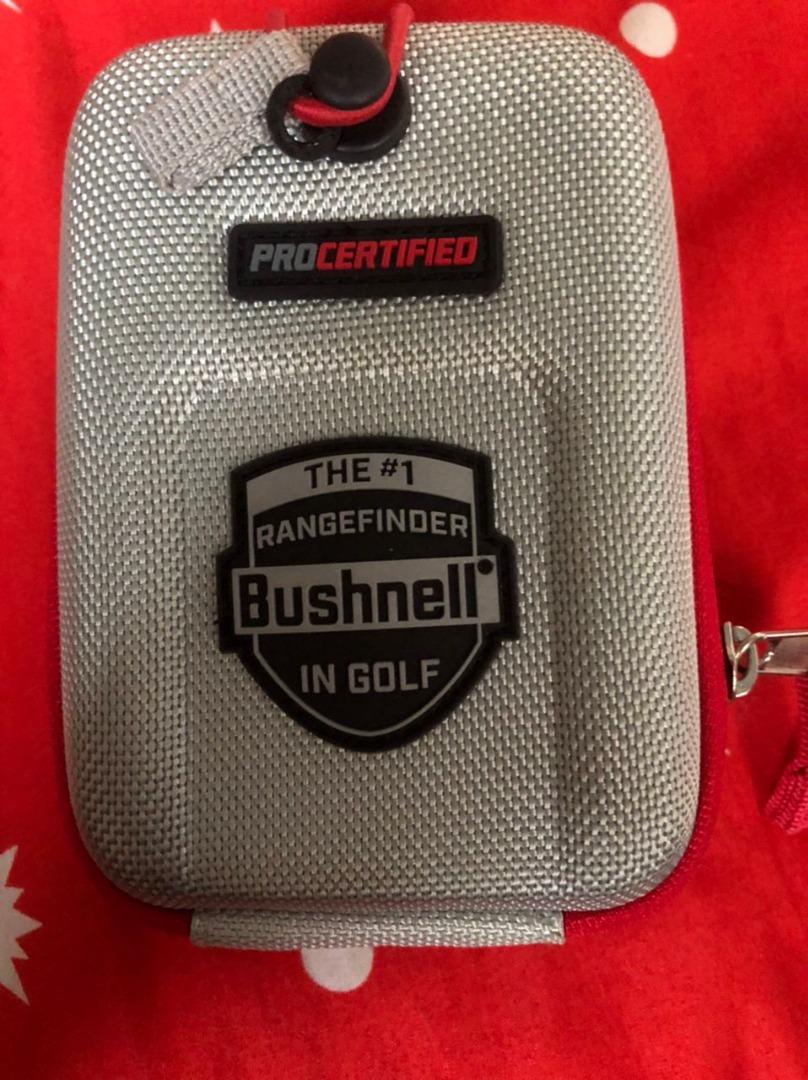 PROCERTIFIED
THE #1
RANGEFINDER
Bushnell
IN GOLF